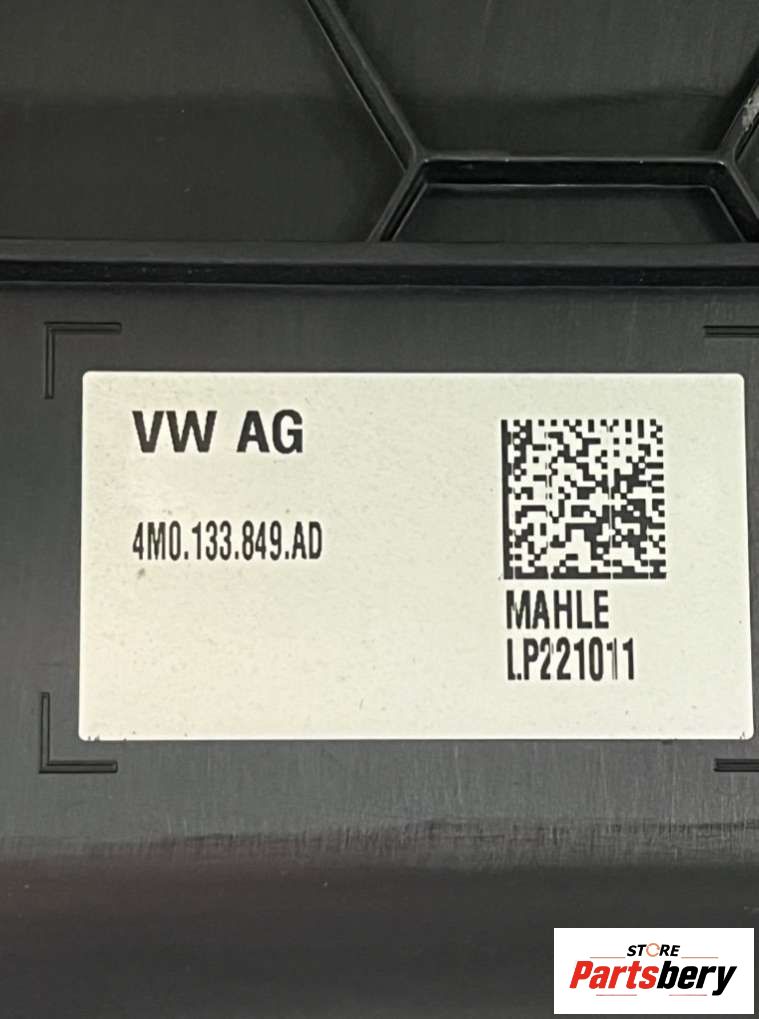 VW AG
4M0.133.849.AD
MAHLE
LP221011
STORE
Partsbery